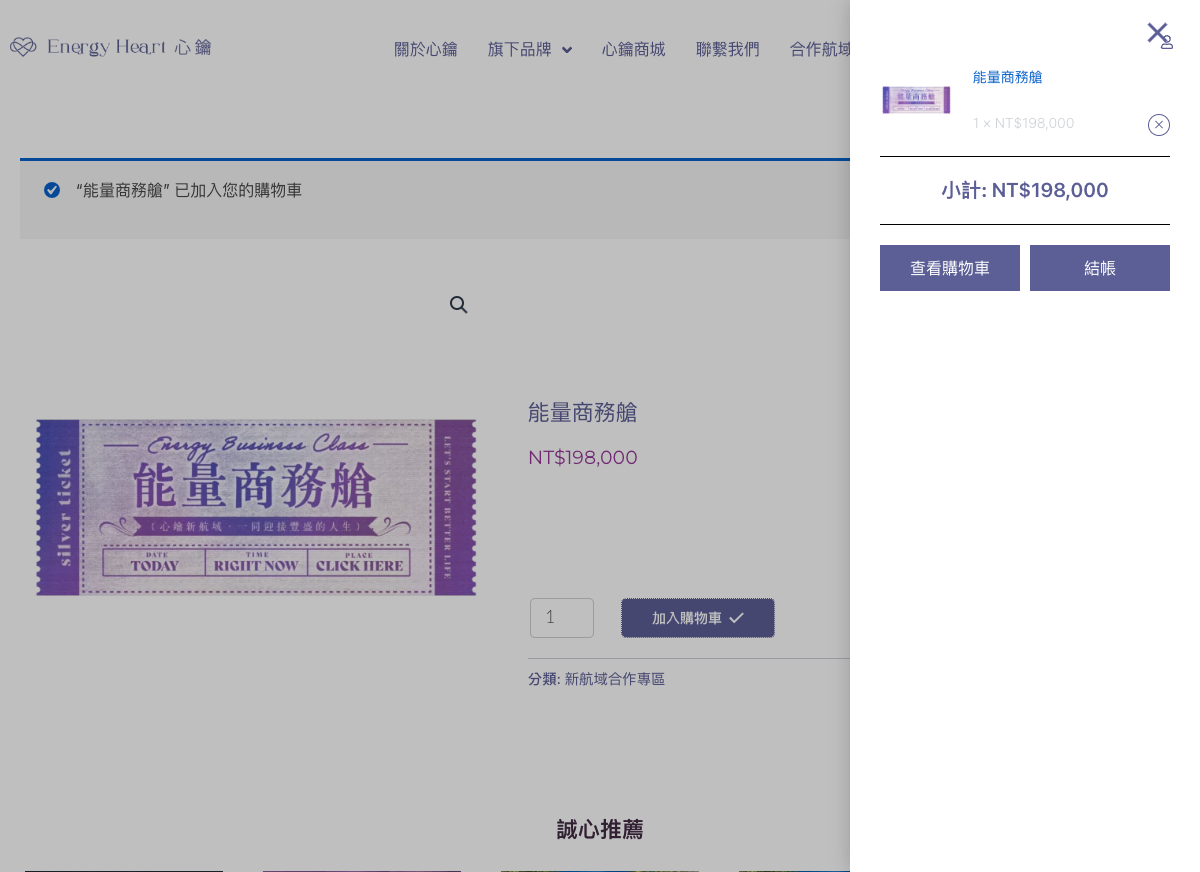 Energy Heart 心鑰
關於心鑰 旗下品牌 心鑰商城 聯繫我們 合作航域
“能量商務艙” 已加入您的購物車
silver ticket
Energy Business Class
能量商務艙
(心鑰新航域 · 一同迎接豐盛的人生)
DATE
TODAY
TIME
RIGHT NOW
PLACE
CLICK HERE
LET'S START BETTER LIFE
能量商務艙
NT$198,000
1
加入購物車
分類: 新航域合作專區
誠心推薦
能量商務艙
能量商務艙
1 × NT$198,000
小計: NT$198,000
查看購物車
結帳